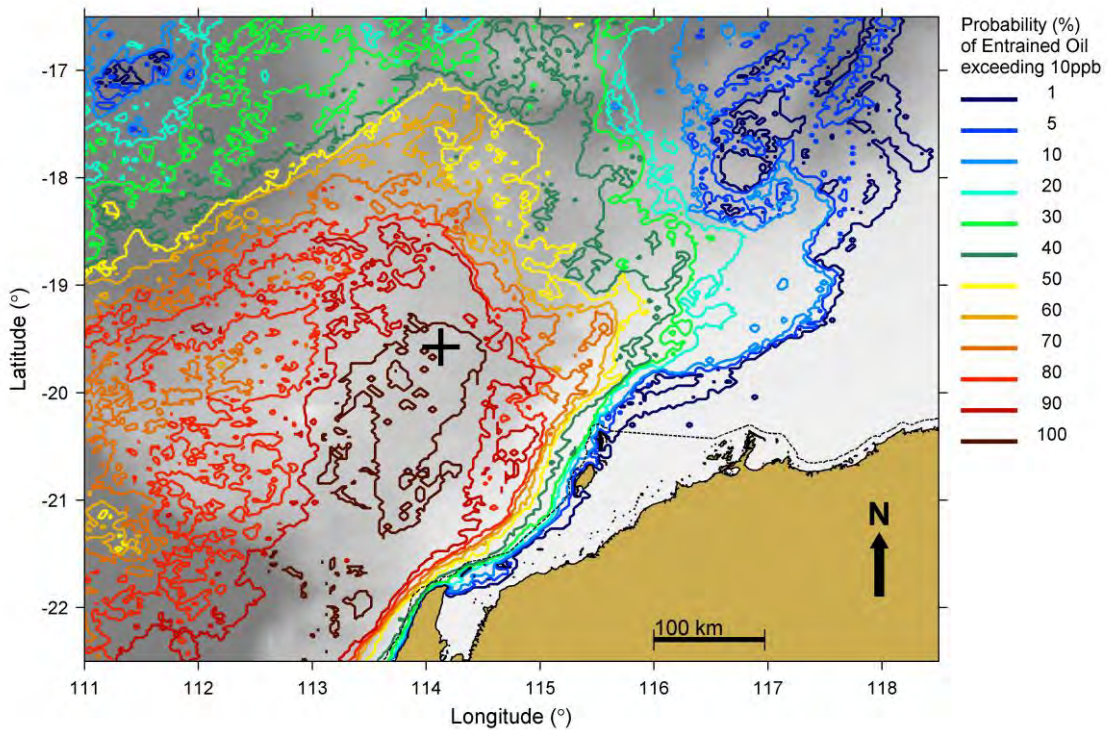 Probability (%)
of Entrained Oil
exceeding 10ppb
1
5
10
20
30
40
50
60
70
80
90
100
-17
-18
-19
-20
-21
-22
Latitude (°)
N
100 km
111 112 113 114 115 116 117 118
Longitude (°)